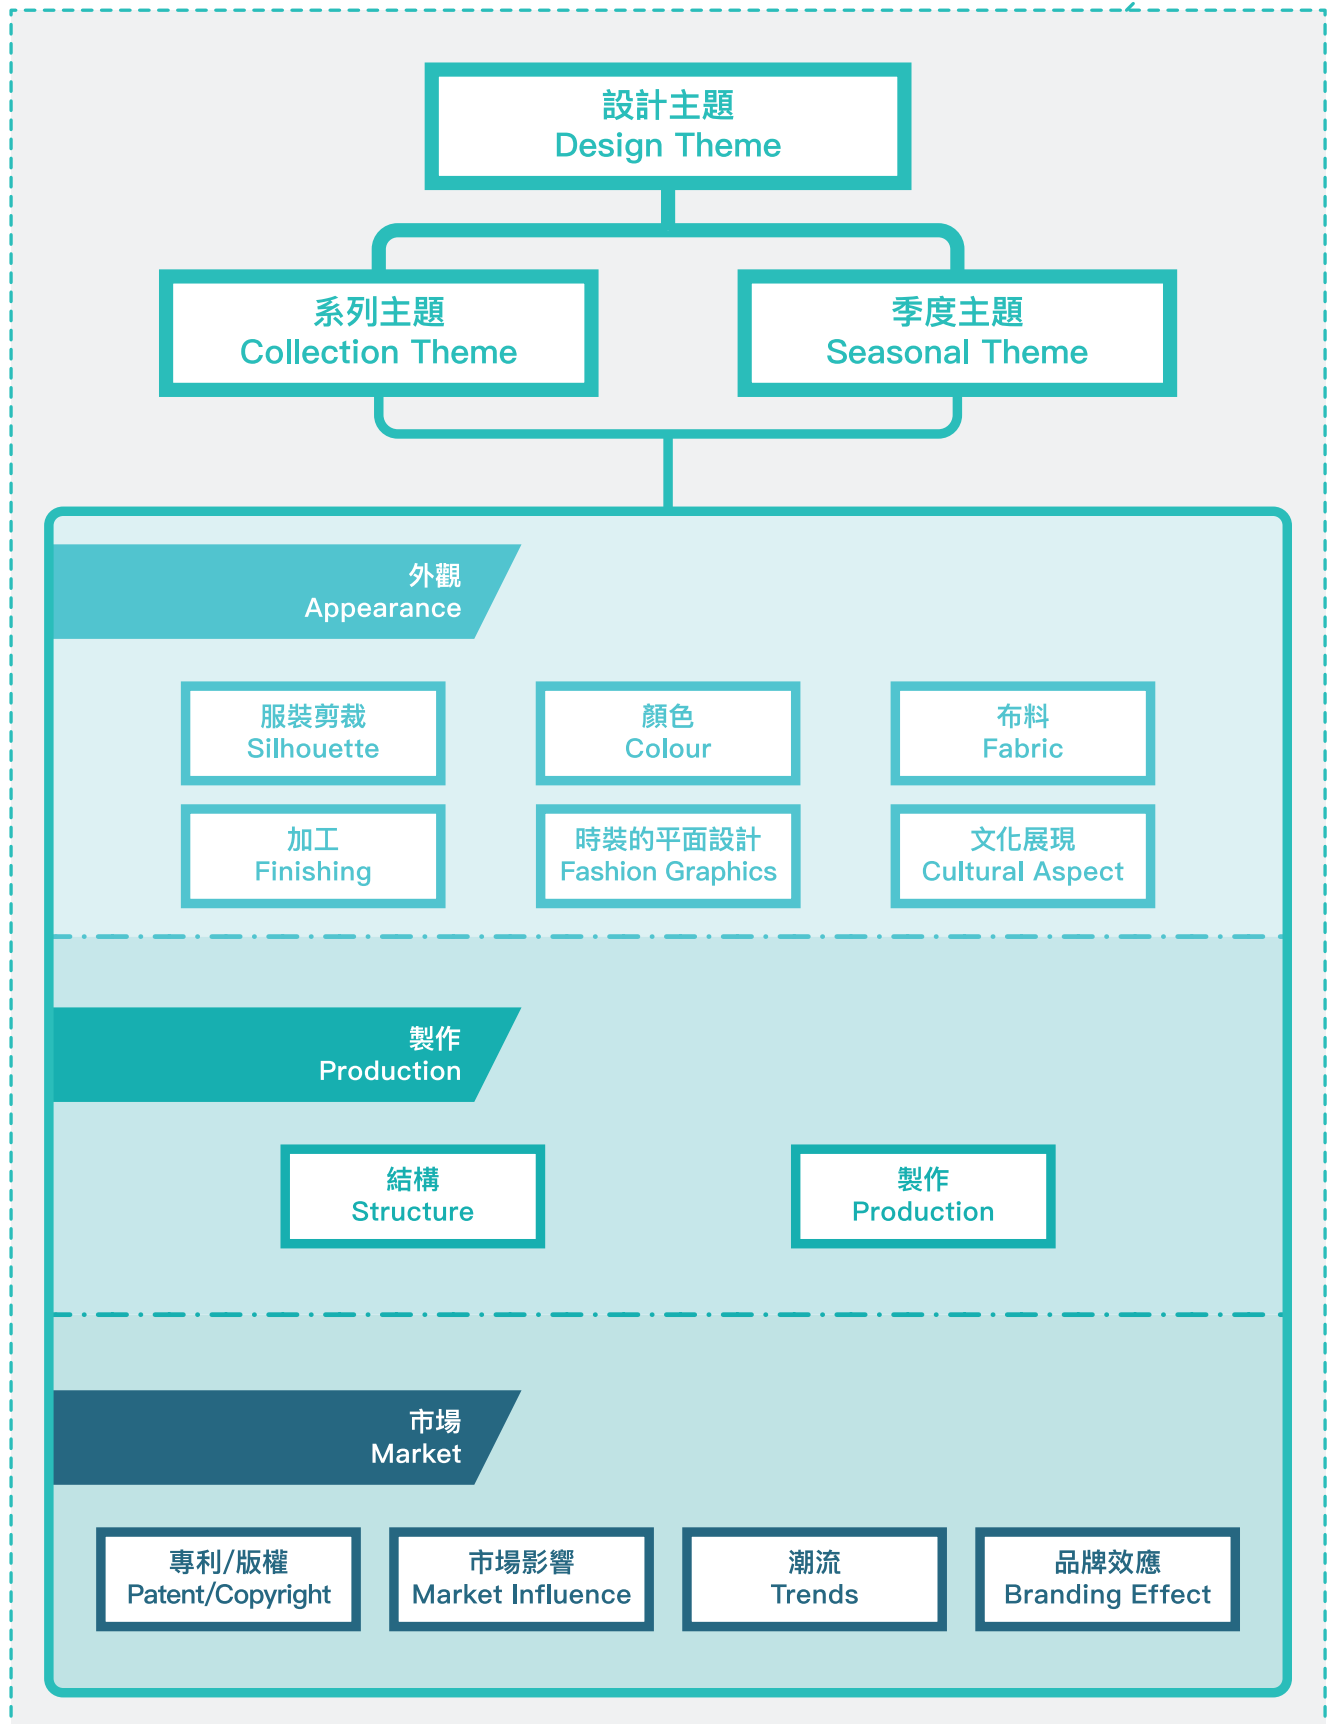 設計主題
Design Theme
系列主題
Collection Theme
季度主題
Seasonal Theme
外觀
Appearance
服裝剪裁
Silhouette
顏色
Colour
布料
Fabric
加工
Finishing
時裝的平面設計
Fashion Graphics
文化展現
Cultural Aspect
製作
Production
結構
Structure
製作
Production
市場
Market
專利/版權
Patent/Copyright
市場影響
Market Influence
潮流
Trends
品牌效應
Branding Effect